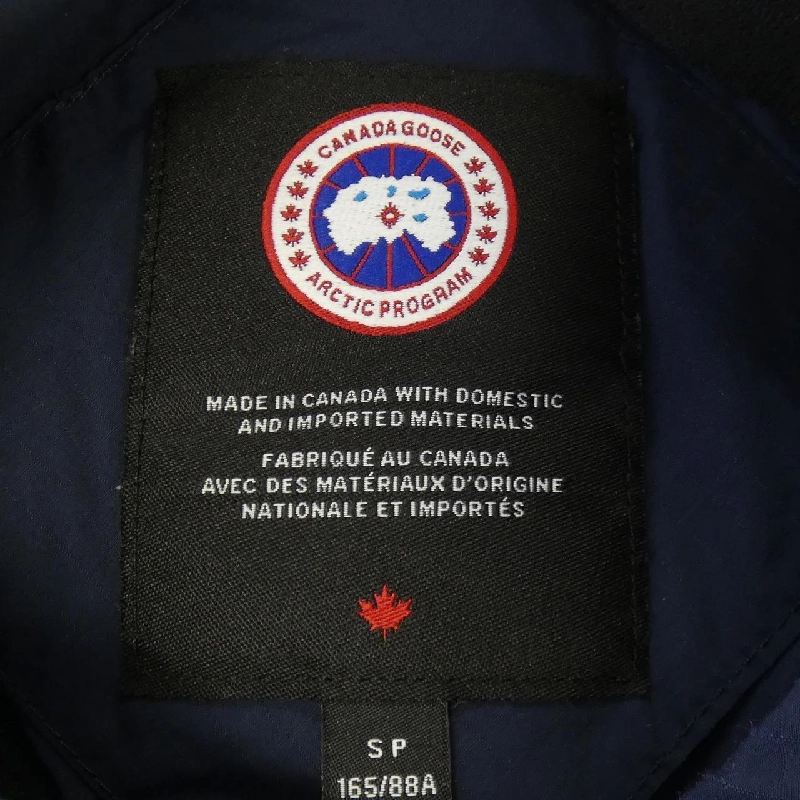 CANADA GOOSE
ARCTIC PROGRAM
MADE IN CANADA WITH DOMESTIC
AND IMPORTED MATERIALS
FABRIQUÉ AU CANADA
AVEC DES MATÉRIAUX D'ORIGINE
NATIONALE ET IMPORTÉS
S P
165/88A